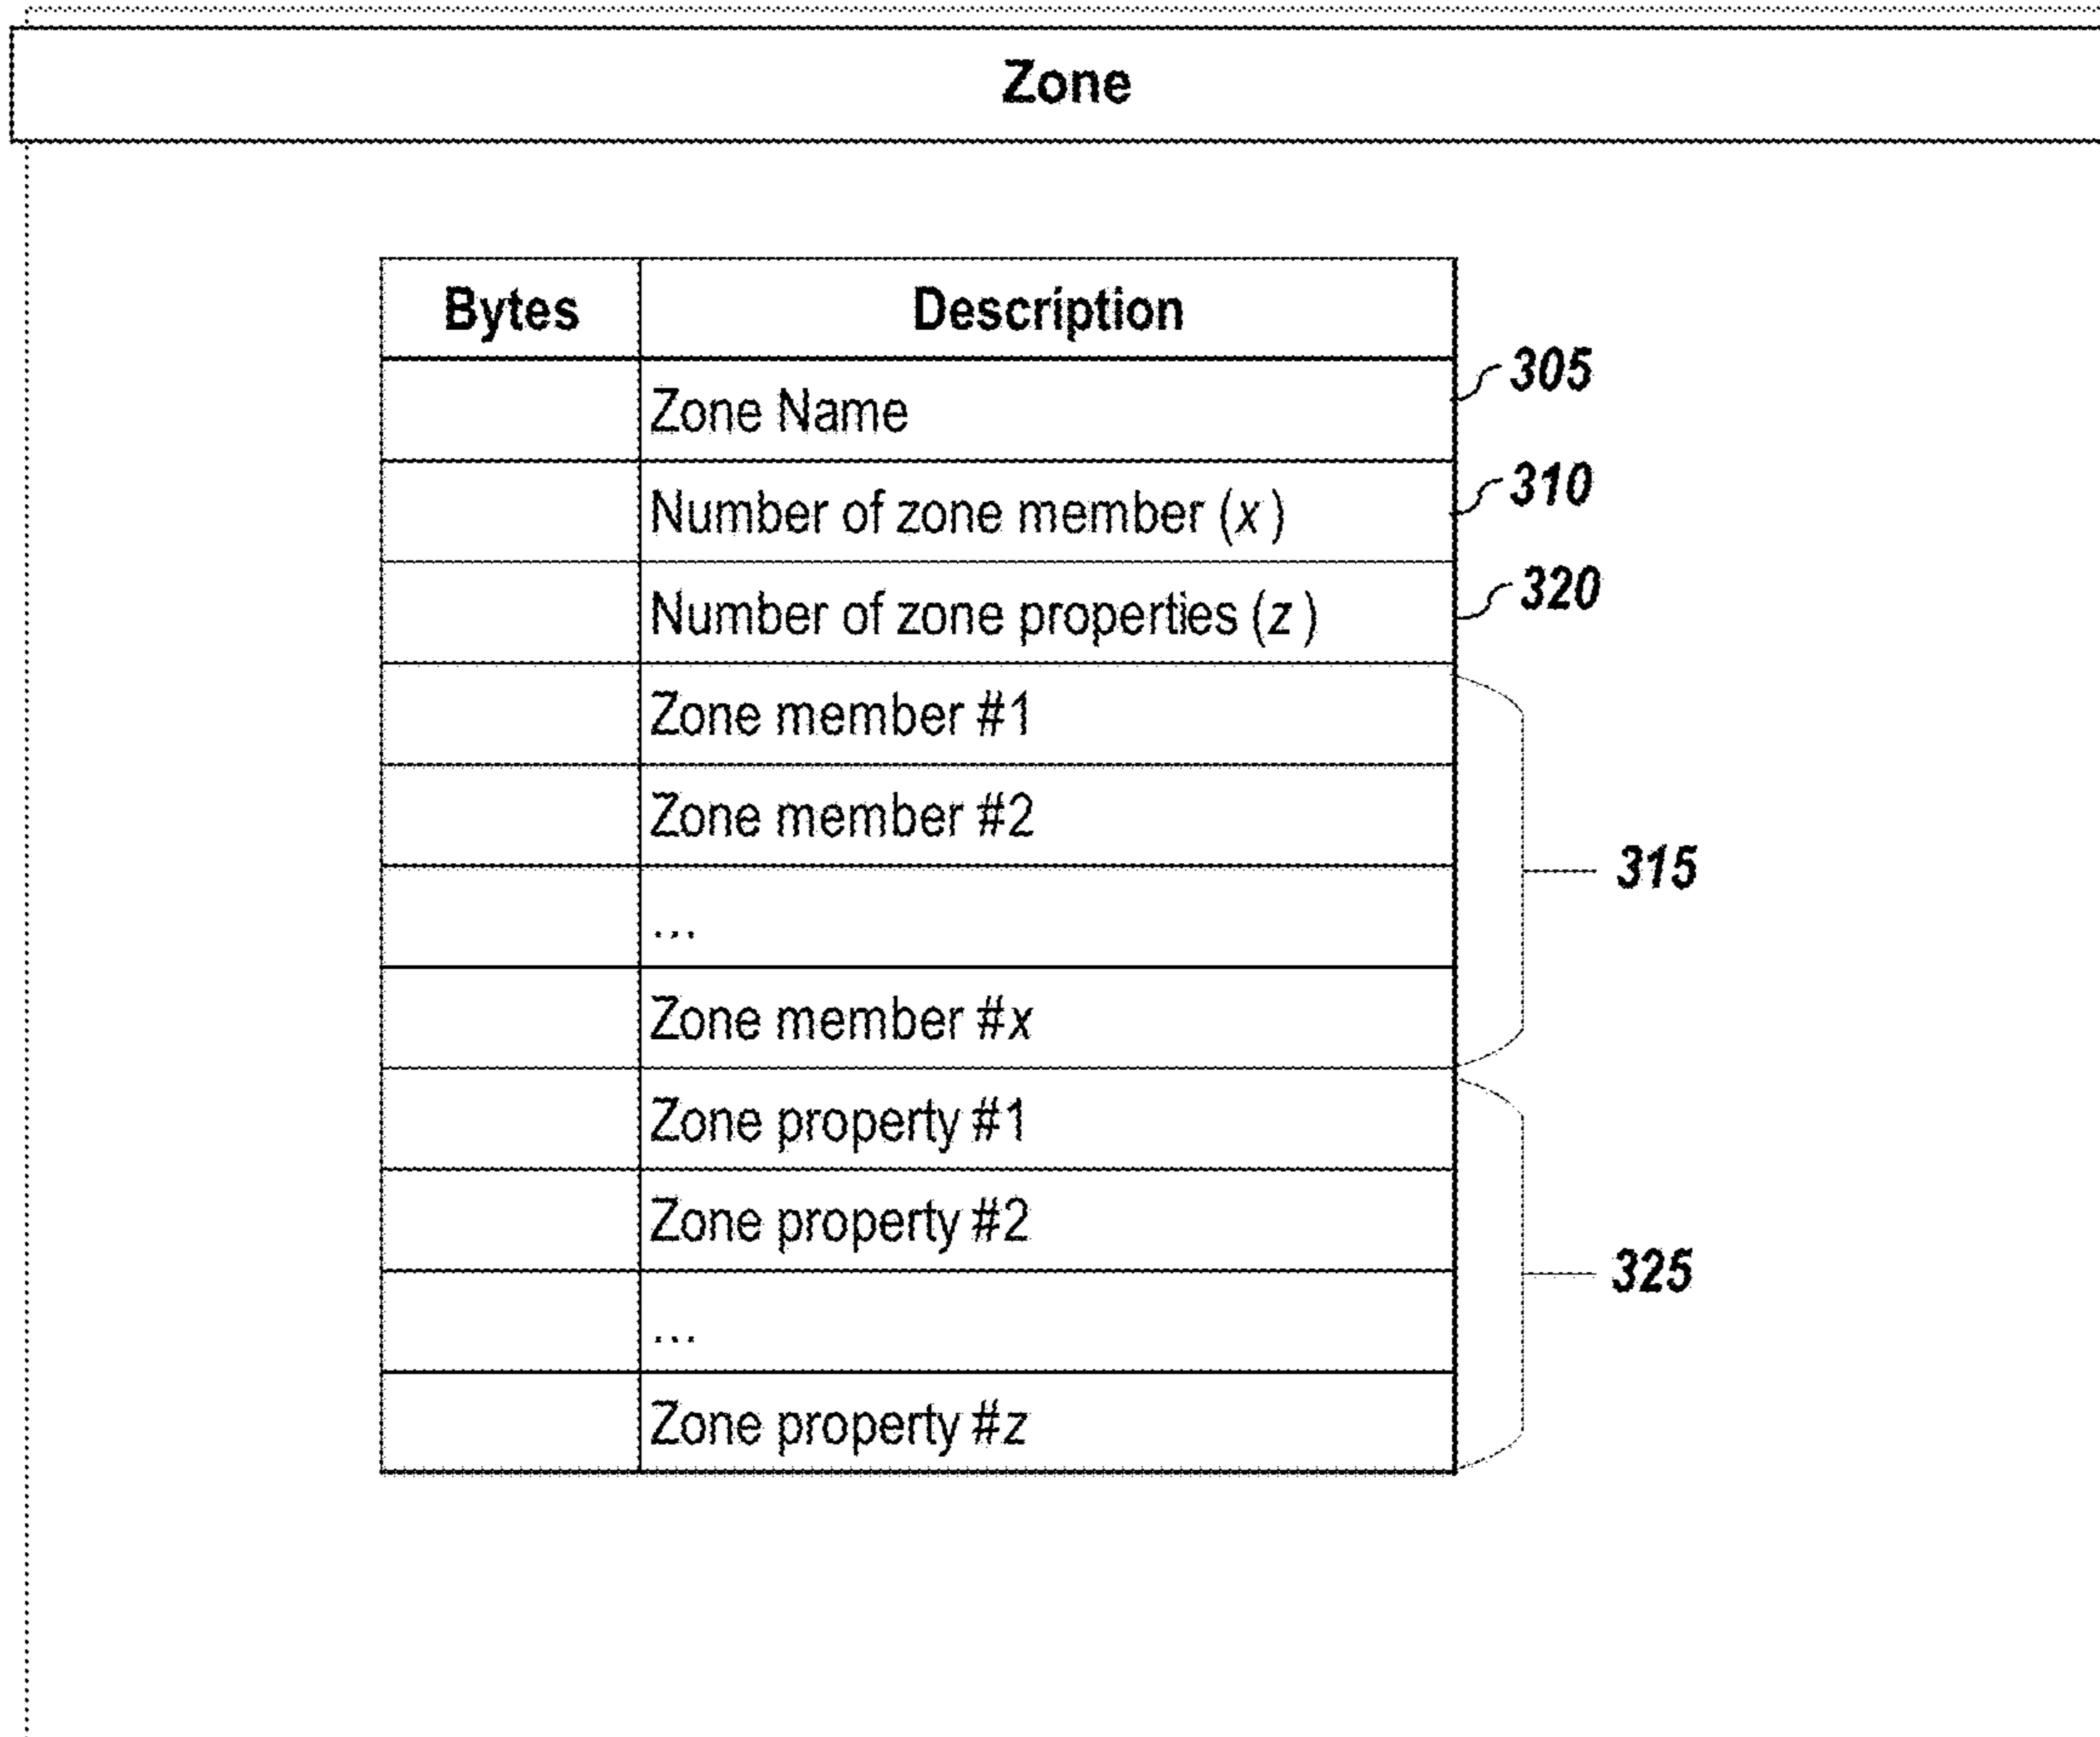 Zone
Bytes Description
Zone Name 305
Number of zone member (x) 310
Number of zone properties (z) 320
Zone member #1
Zone member #2
315
...
Zone member #x
Zone property #1
Zone property #2
325
...
Zone property #z